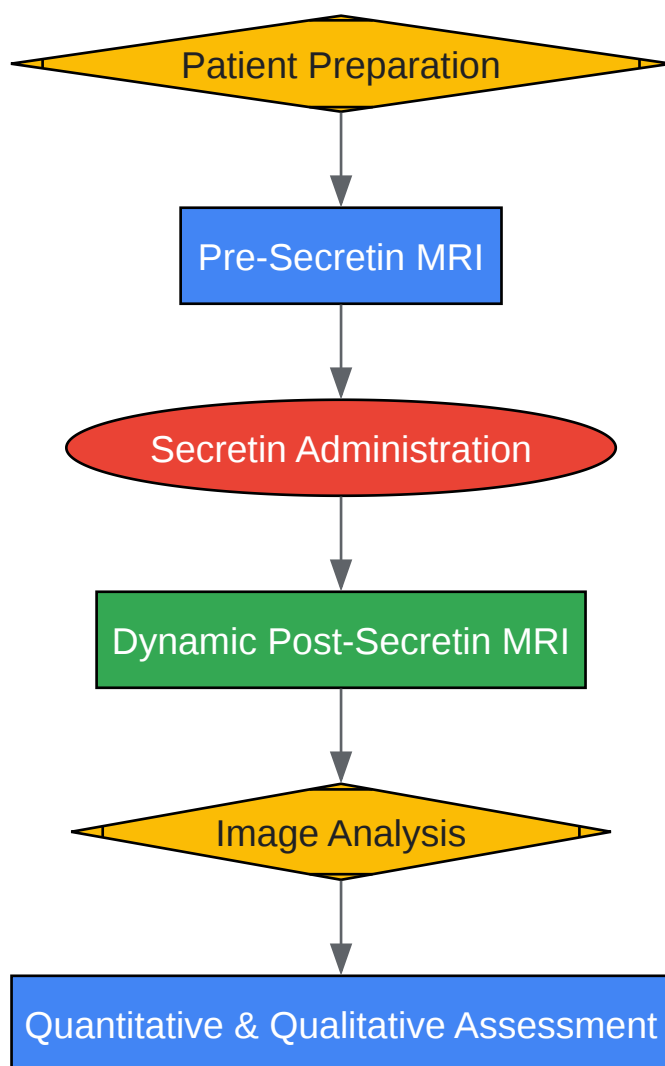 Patient Preparation
Pre-Secretin MRI
Secretin Administration
Dynamic Post-Secretin MRI
Image Analysis
Quantitative & Qualitative Assessment